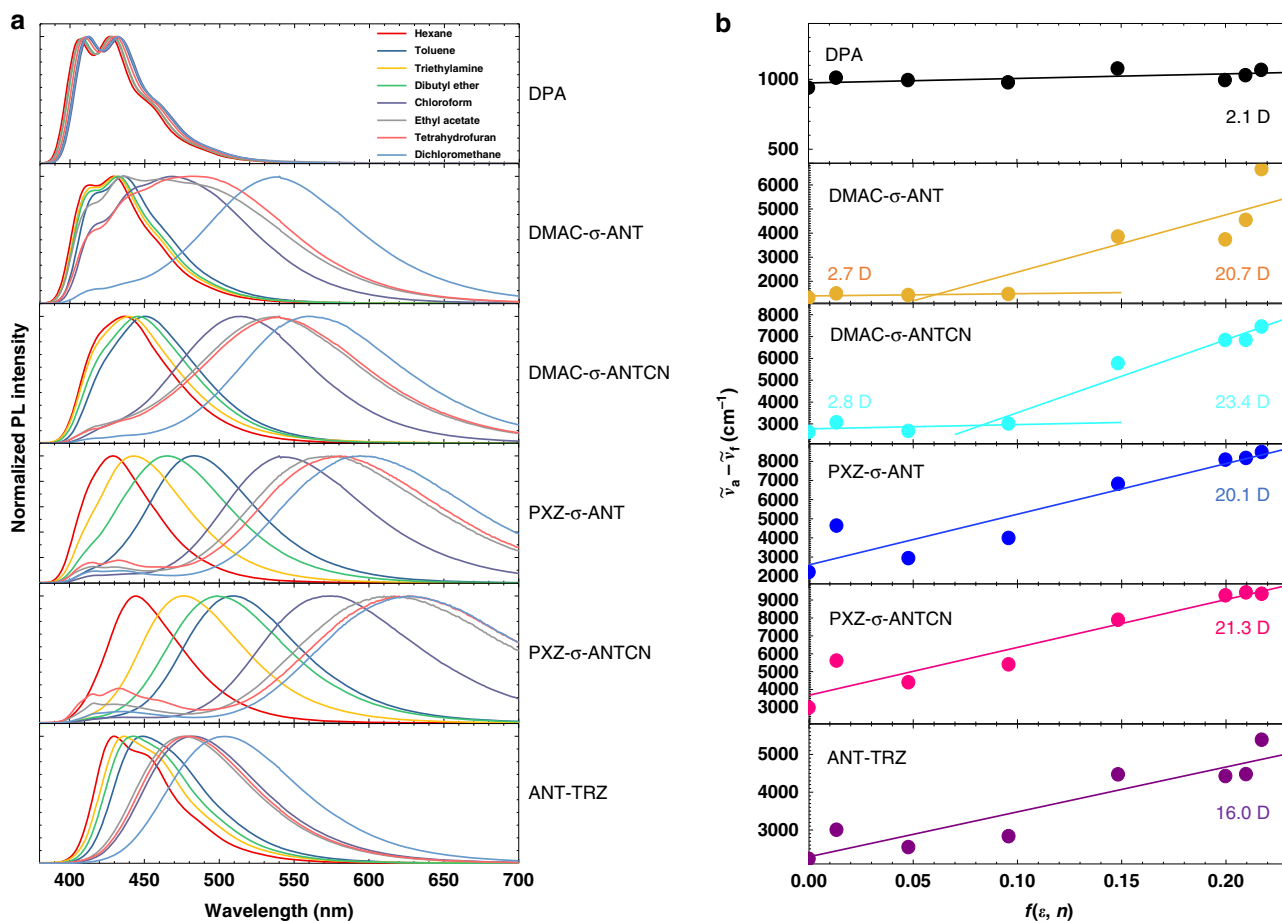 a
Normalized PL intensity
Hexane
Toluene
Triethylamine
Dibutyl ether
Chloroform
Ethyl acetate
Tetrahydrofuran
Dichloromethane
DPA
DMAC-σ-ANT
DMAC-σ-ANTCN
PXZ-σ-ANT
PXZ-σ-ANTCN
ANT-TRZ
400 450 500 550 600 650 700
Wavelength (nm)
b
ṽa – ṽf (cm⁻¹)
DPA
1000
500
2.1 D
DMAC-σ-ANT
6000
5000
4000
3000
2000
2.7 D 20.7 D
DMAC-σ-ANTCN
8000
7000
6000
5000
4000
3000
2.8 D 23.4 D
PXZ-σ-ANT
8000
7000
6000
5000
4000
3000
2000
20.1 D
PXZ-σ-ANTCN
9000
8000
7000
6000
5000
4000
3000
21.3 D
ANT-TRZ
5000
4000
3000
16.0 D
0.00 0.05 0.10 0.15 0.20
f(ε, n)